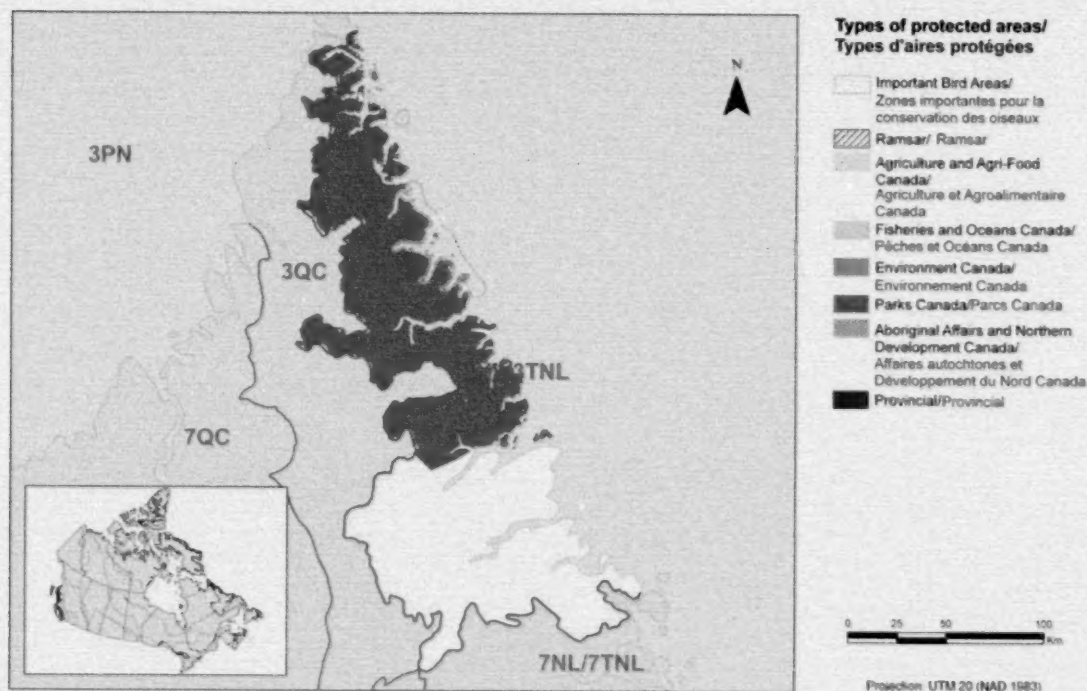 Types of protected areas/
Types d'aires protégées
Important Bird Areas/
Zones importantes pour la
conservation des oiseaux
Ramsar/ Ramsar
Agriculture and Agri-Food
Canada/
Agriculture et Agroalimentaire
Canada
Fisheries and Oceans Canada/
Pêches et Océans Canada
Environment Canada/
Environnement Canada
Parks Canada/Parcs Canada
Aboriginal Affairs and Northern
Development Canada/
Affaires autochtones et
Développement du Nord Canada
Provincial/Provincial
N
3PN
3QC
3TNL
7QC
7NL/7TNL
0 25 50 100
Km
Projection: UTM 20 (NAD 1983)